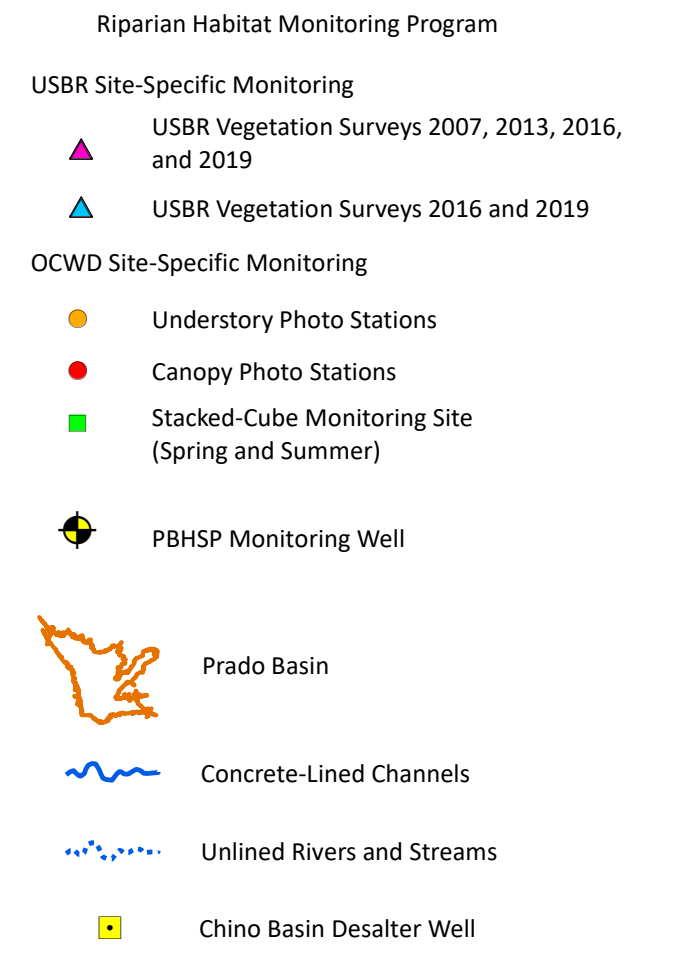 Riparian Habitat Monitoring Program
USBR Site-Specific Monitoring
USBR Vegetation Surveys 2007, 2013, 2016,
and 2019
USBR Vegetation Surveys 2016 and 2019
OCWD Site-Specific Monitoring
Understory Photo Stations
Canopy Photo Stations
Stacked-Cube Monitoring Site
(Spring and Summer)
PBHSP Monitoring Well
Prado Basin
Concrete-Lined Channels
Unlined Rivers and Streams
Chino Basin Desalter Well